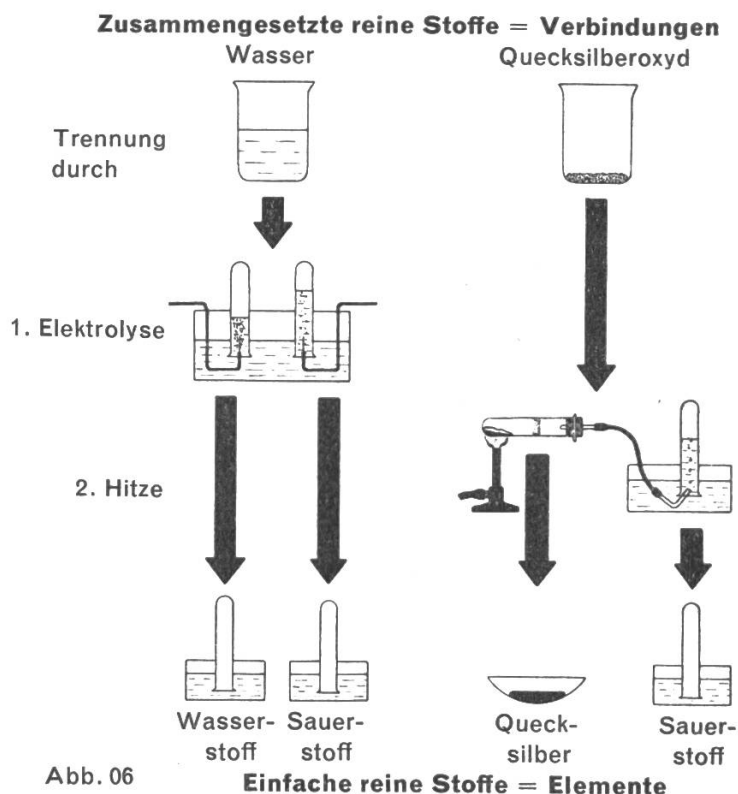 Zusammengesetzte reine Stoffe = Verbindungen
Wasser
Quecksilberoxyd
Trennung
durch
1. Elektrolyse
2. Hitze
Wasser-
stoff
Sauer-
stoff
Queck-
silber
Sauer-
stoff
Abb. 06
Einfache reine Stoffe = Elemente